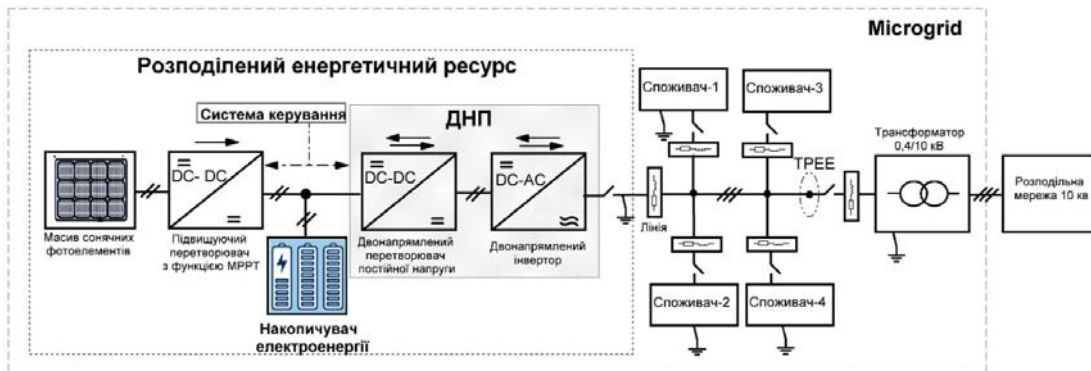 Microgrid
Розподілений енергетичний ресурс
Система керування
ДНП
DC- DC
DC-DC
DC-AC
Масив сонячних
фотоелементів
Підвищуючий
перетворювач
з функцією МРРТ
Накопичувач
електроенергії
Двонапрямлений
перетворювач
постійної напруги
Двонапрямлений
інвертор
Лінія
Споживач-1
Споживач-3
Споживач-2
Споживач-4
ТРЕЕ
Трансформатор
0,4/10 кВ
Розподільна
мережа 10 кв